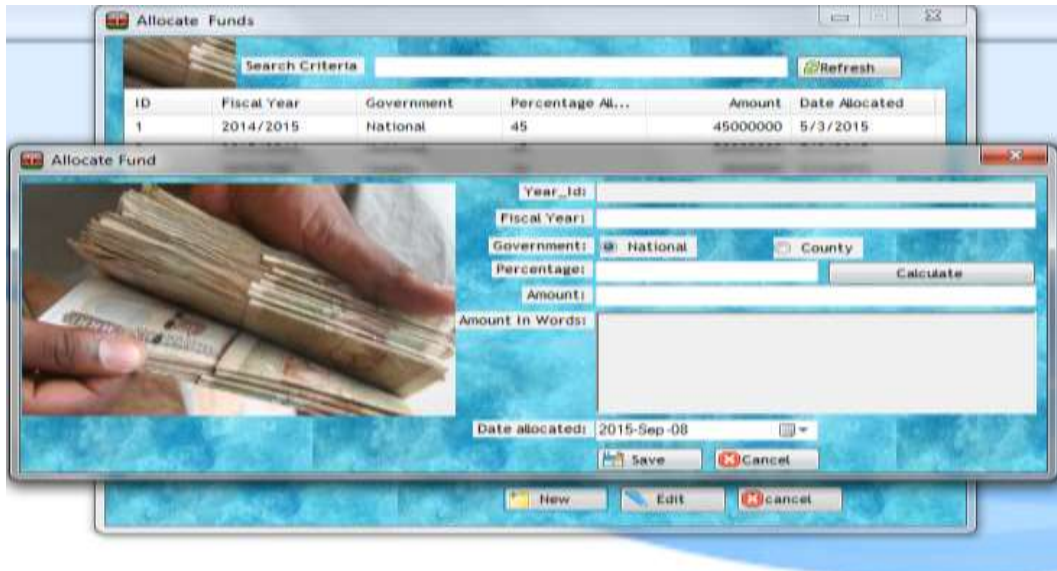 Allocate Funds
Search Criteria
Refresh
ID Fiscal Year Government Percentage All... Amount Date Allocated
1 2014/2015 National 45 45000000 5/3/2015
Allocate Fund
Year_Id:
Fiscal Year:
Government: National County
Percentage: Calculate
Amount:
Amount In Words:
Date allocated: 2015-Sep-08
Save Cancel
New Edit cancel